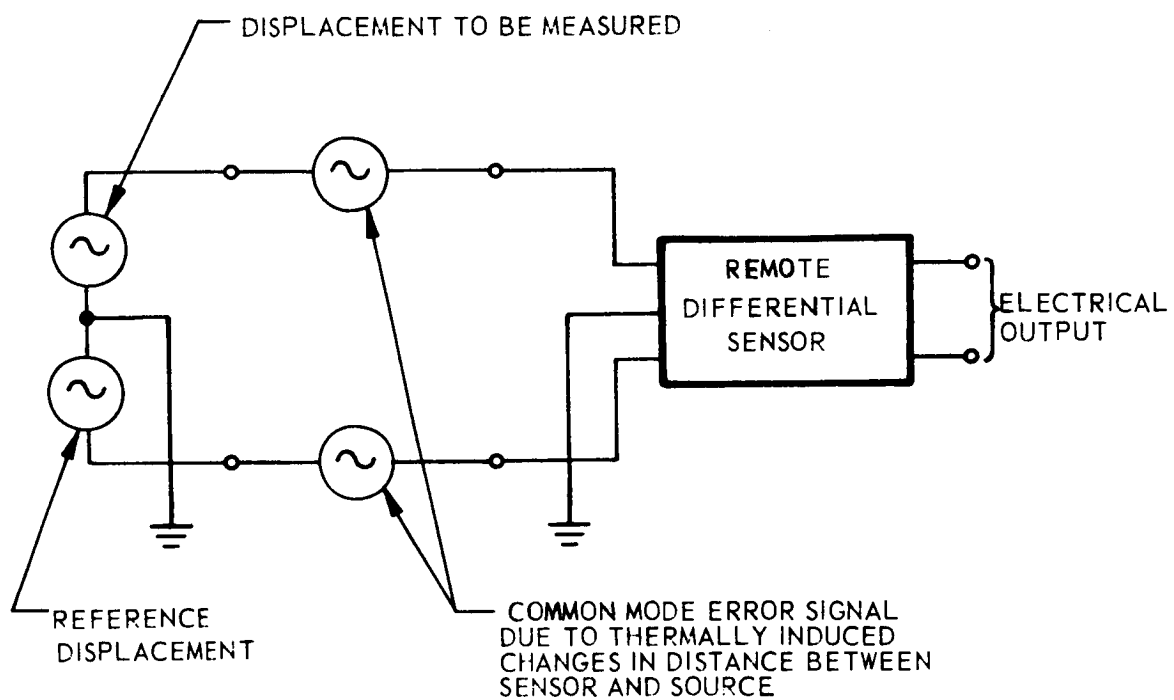 DISPLACEMENT TO BE MEASURED
REMOTE
DIFFERENTIAL
SENSOR
ELECTRICAL
OUTPUT
REFERENCE
DISPLACEMENT
COMMON MODE ERROR SIGNAL
DUE TO THERMALLY INDUCED
CHANGES IN DISTANCE BETWEEN
SENSOR AND SOURCE